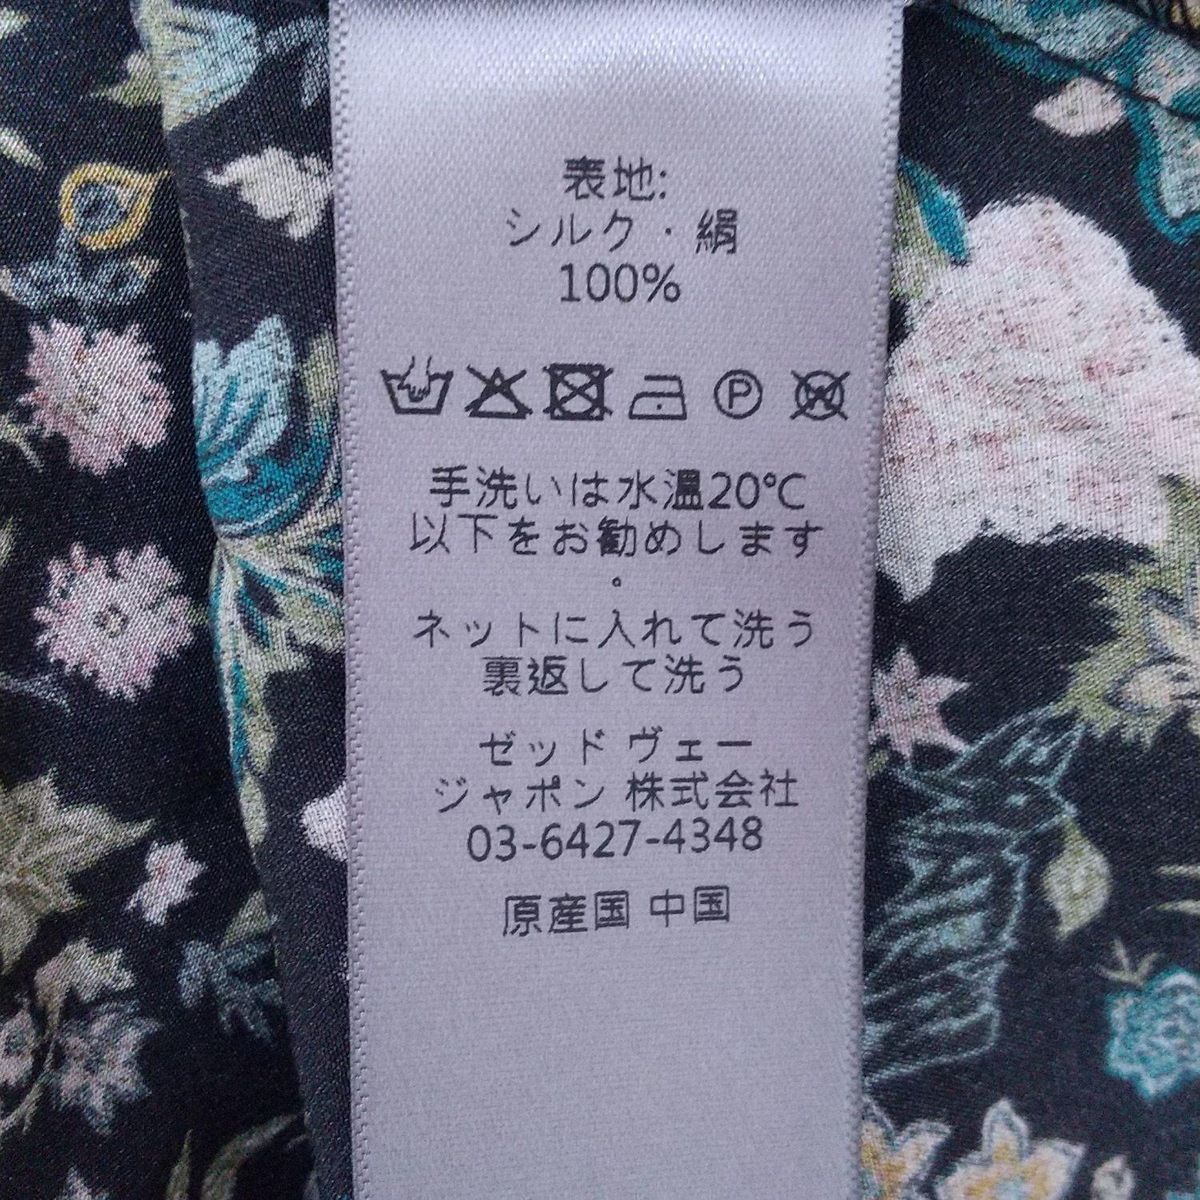 表地:
シルク・絹
100%
P W
手洗いは水温20℃
以下をお勧めします
。
ネットに入れて洗う
裏返して洗う
ゼッド ヴェー
ジャポン 株式会社
03-6427-4348
原産国 中国